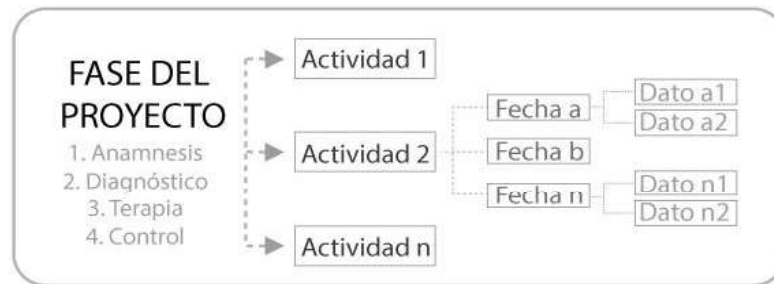 FASE DEL
PROYECTO
1. Anamnesis
2. Diagnóstico
3. Terapia
4. Control
Actividad 1
Actividad 2
Actividad n
Fecha a
Fecha b
Fecha n
Dato a1
Dato a2
Dato n1
Dato n2